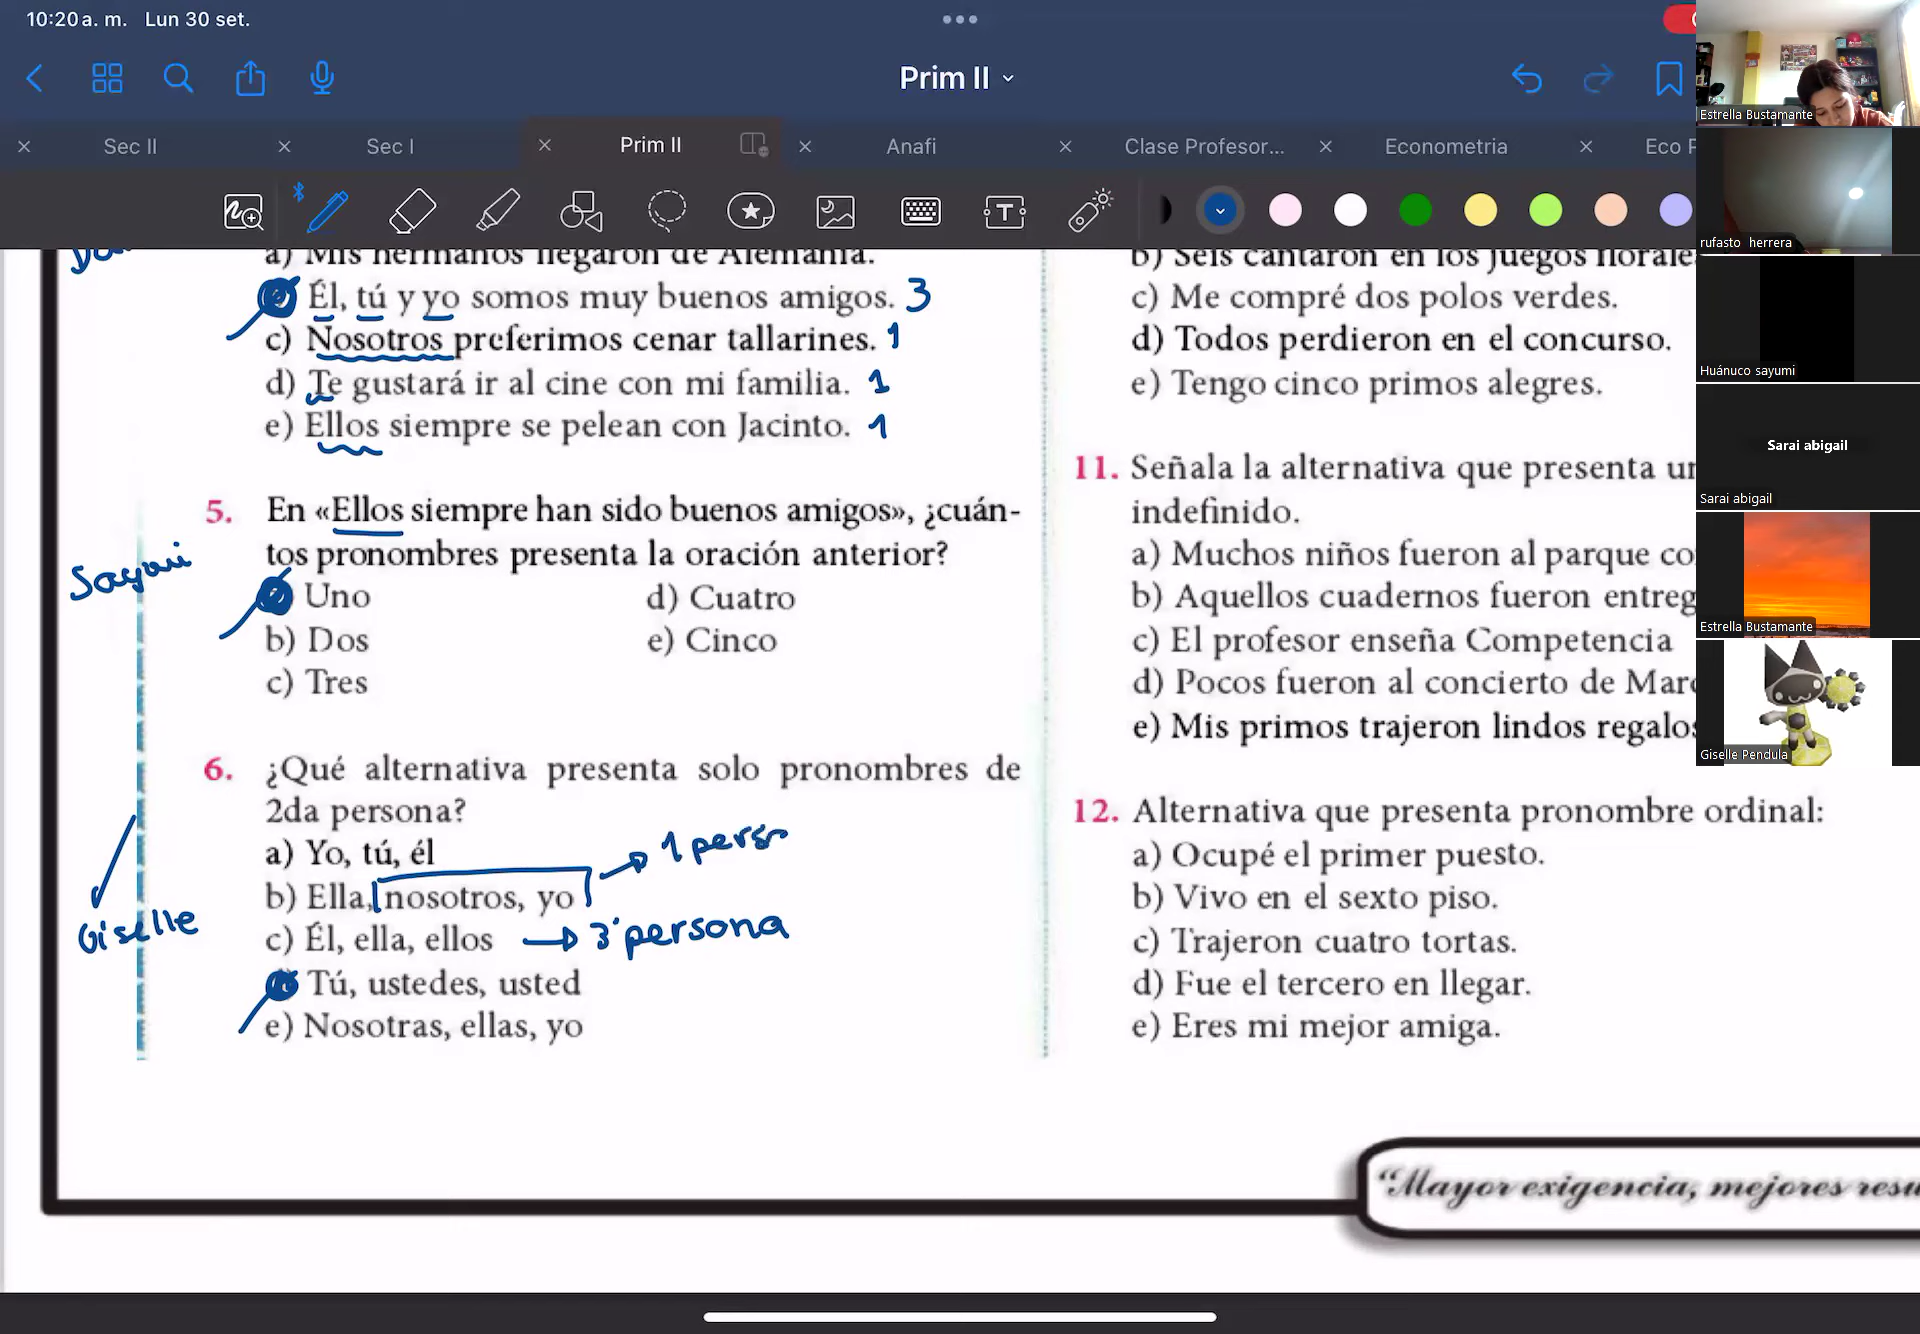 10:20 a. m. Lun 30 set.
Prim II
Sec II
Sec I
Prim II
Anafi
Clase Profesor...
Econometria
Eco
a) Mis hermanos llegaron de Alemania.
Él, tú y yo somos muy buenos amigos. 3
c) Nosotros preferimos cenar tallarines. 1
d) Te gustará ir al cine con mi familia. 1
e) Ellos siempre se pelean con Jacinto. 1
5. En «Ellos siempre han sido buenos amigos», ¿cuán-
tos pronombres presenta la oración anterior?
Uno
b) Dos
c) Tres
d) Cuatro
e) Cinco
6. ¿Qué alternativa presenta solo pronombres de
2da persona?
a) Yo, tú, él
b) Ella, nosotros, yo
1 perso
c) Él, ella, ellos
3ª persona
Tú, ustedes, usted
e) Nosotras, ellas, yo
Giselle
b) Seis cantaron en los juegos florale
c) Me compré dos polos verdes.
d) Todos perdieron en el concurso.
e) Tengo cinco primos alegres.
11. Señala la alternativa que presenta un
indefinido.
a) Muchos niños fueron al parque co
b) Aquellos cuadernos fueron entreg
c) El profesor enseña Competencia
d) Pocos fueron al concierto de Marc
e) Mis primos trajeron lindos regalos
12. Alternativa que presenta pronombre ordinal:
a) Ocupé el primer puesto.
b) Vivo en el sexto piso.
c) Trajeron cuatro tortas.
d) Fue el tercero en llegar.
e) Eres mi mejor amiga.
“Mayor exigencia, mejores resu
Estrella Bustamante
rufasto herrera
Huánuco sayumi
Sarai abigail
Sarai abigail
Estrella Bustamante
Giselle Pendula